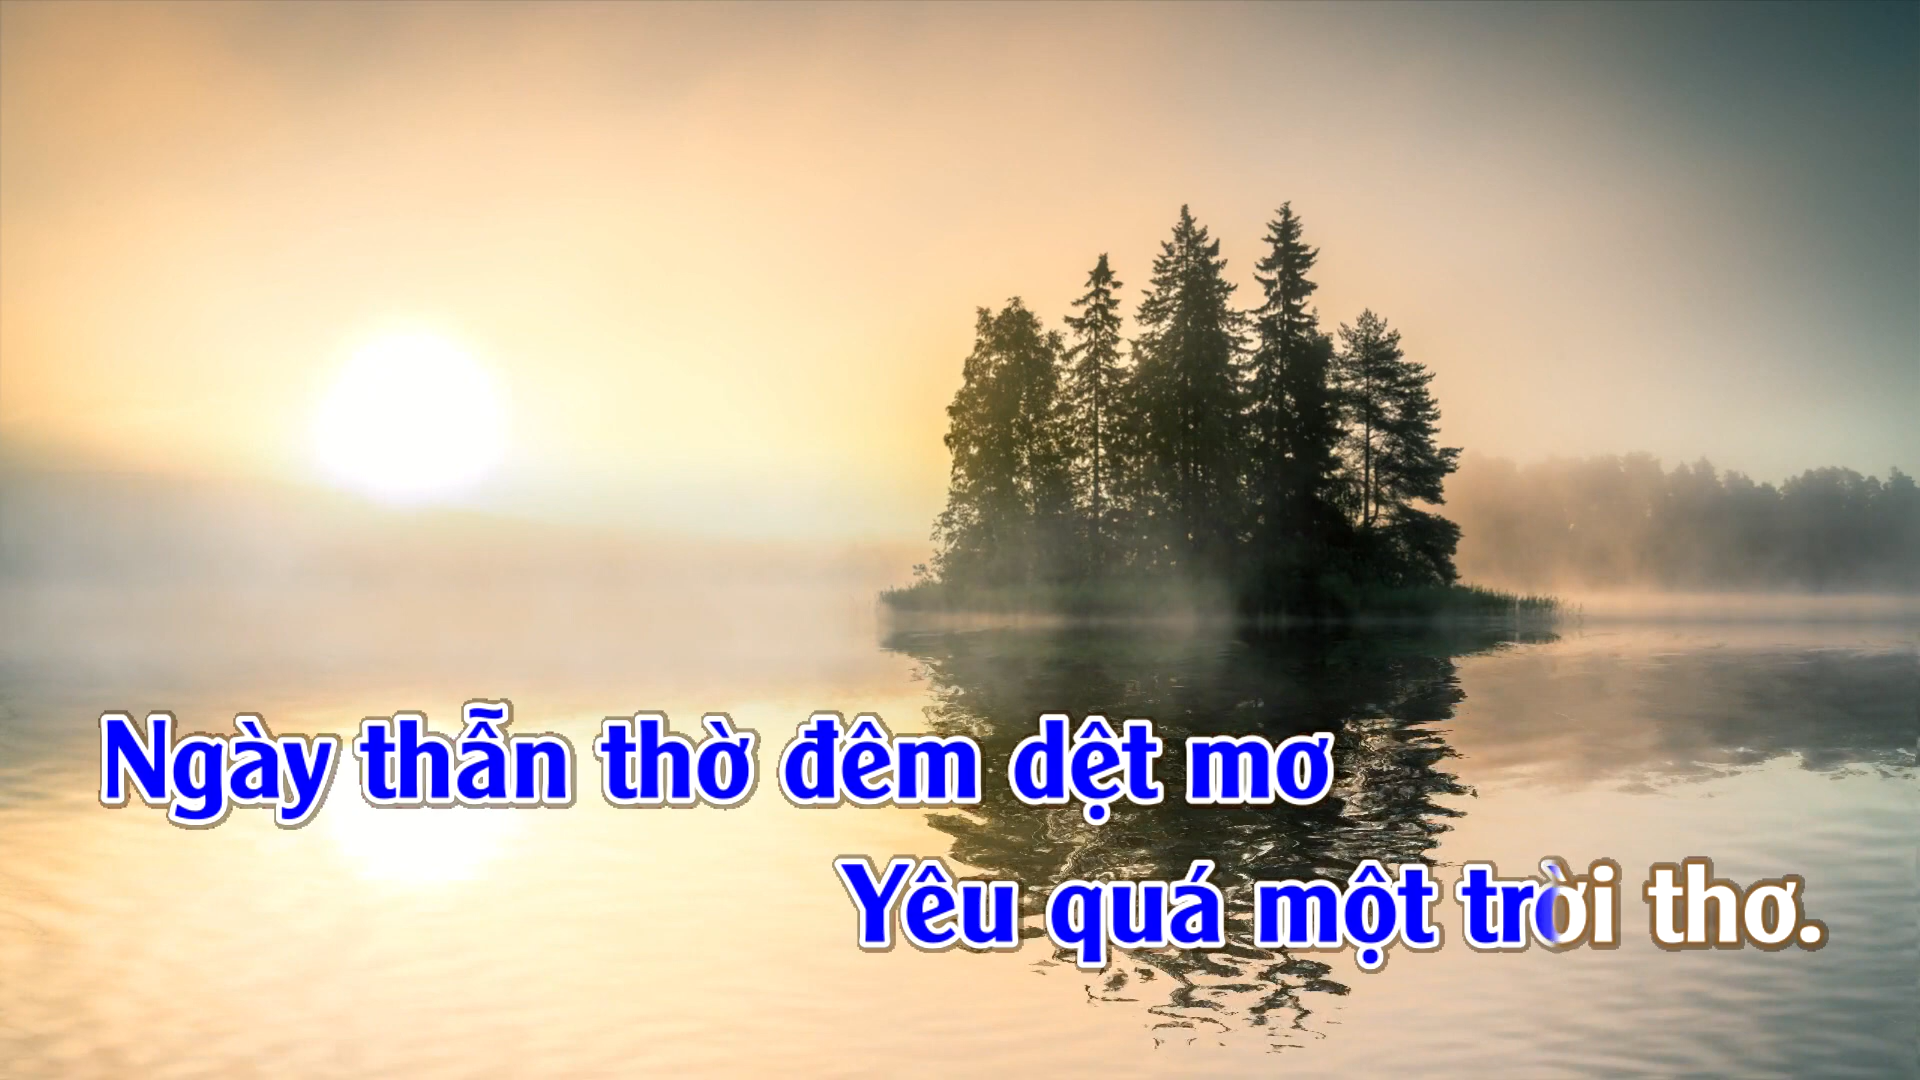 Ngày thẫn thờ đêm dệt mơ
Yêu quá một trời thơ.